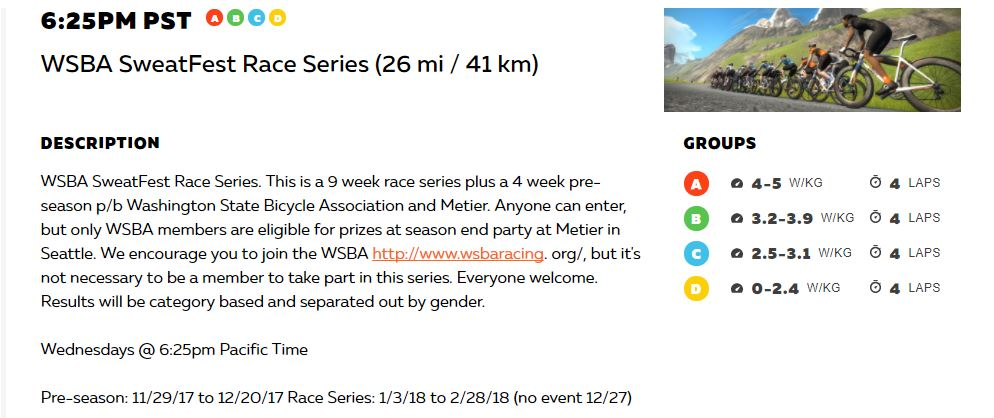 6:25PM PST A B C D
WSBA SweatFest Race Series (26 mi / 41 km)
DESCRIPTION
WSBA SweatFest Race Series. This is a 9 week race series plus a 4 week pre-
season p/b Washington State Bicycle Association and Metier. Anyone can enter,
but only WSBA members are eligible for prizes at season end party at Metier in
Seattle. We encourage you to join the WSBA http://www.wsbaracing. org/, but it's
not necessary to be a member to take part in this series. Everyone welcome.
Results will be category based and separated out by gender.
Wednesdays @ 6:25pm Pacific Time
Pre-season: 11/29/17 to 12/20/17 Race Series: 1/3/18 to 2/28/18 (no event 12/27)
GROUPS
A 4-5 W/KG 4 LAPS
B 3.2-3.9 W/KG 4 LAPS
C 2.5-3.1 W/KG 4 LAPS
D 0-2.4 W/KG 4 LAPS